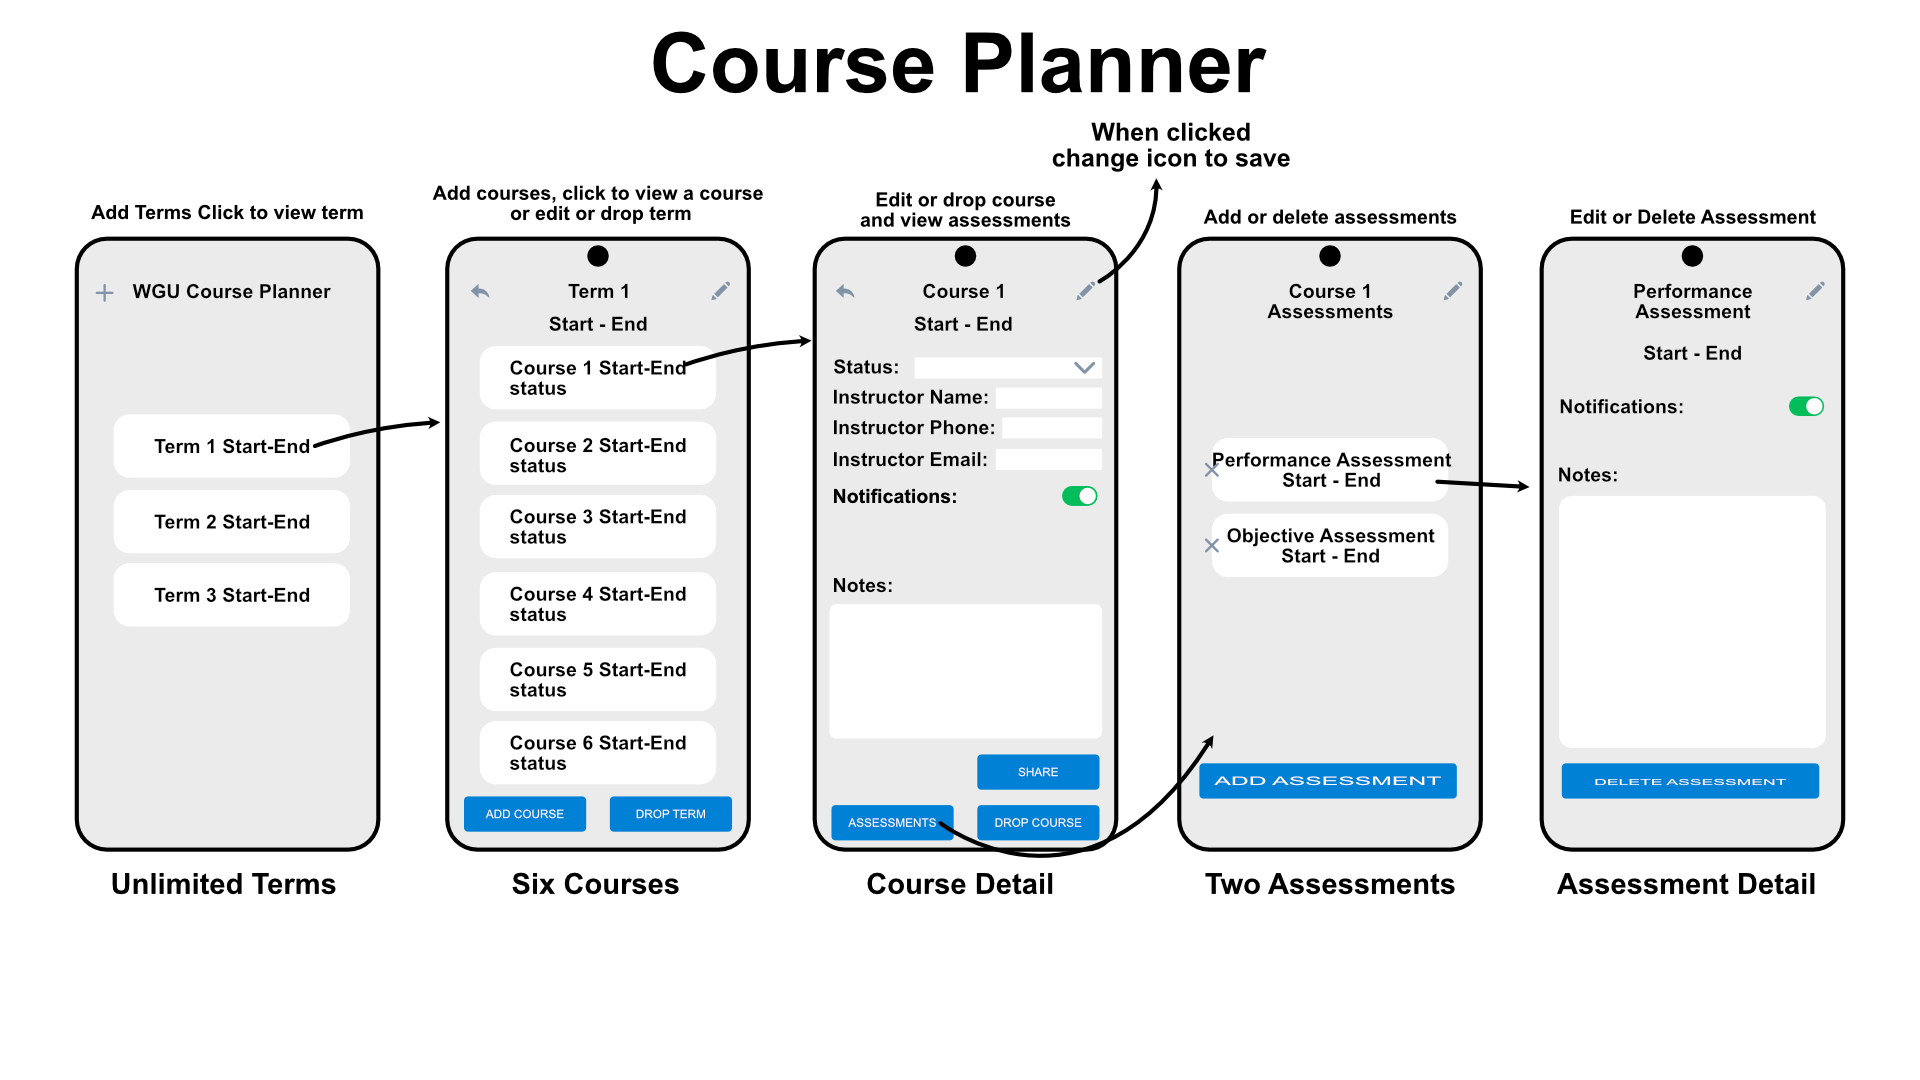 Course Planner
When clicked
change icon to save
Add Terms Click to view term
Add courses, click to view a course
or edit or drop term
Edit or drop course
and view assessments
Add or delete assessments
Edit or Delete Assessment
WGU Course Planner
Term 1 Start-End
Term 2 Start-End
Term 3 Start-End
Unlimited Terms
Term 1
Start - End
Course 1 Start-End
status
Course 2 Start-End
status
Course 3 Start-End
status
Course 4 Start-End
status
Course 5 Start-End
status
Course 6 Start-End
status
ADD COURSE
DROP TERM
Six Courses
Course 1
Start - End
Status:
Instructor Name:
Instructor Phone:
Instructor Email:
Notifications:
Notes:
SHARE
ASSESSMENTS
DROP COURSE
Course Detail
Course 1
Assessments
Performance Assessment
Start - End
Objective Assessment
Start - End
ADD ASSESSMENT
Two Assessments
Performance
Assessment
Start - End
Notifications:
Notes:
DELETE ASSESSMENT
Assessment Detail